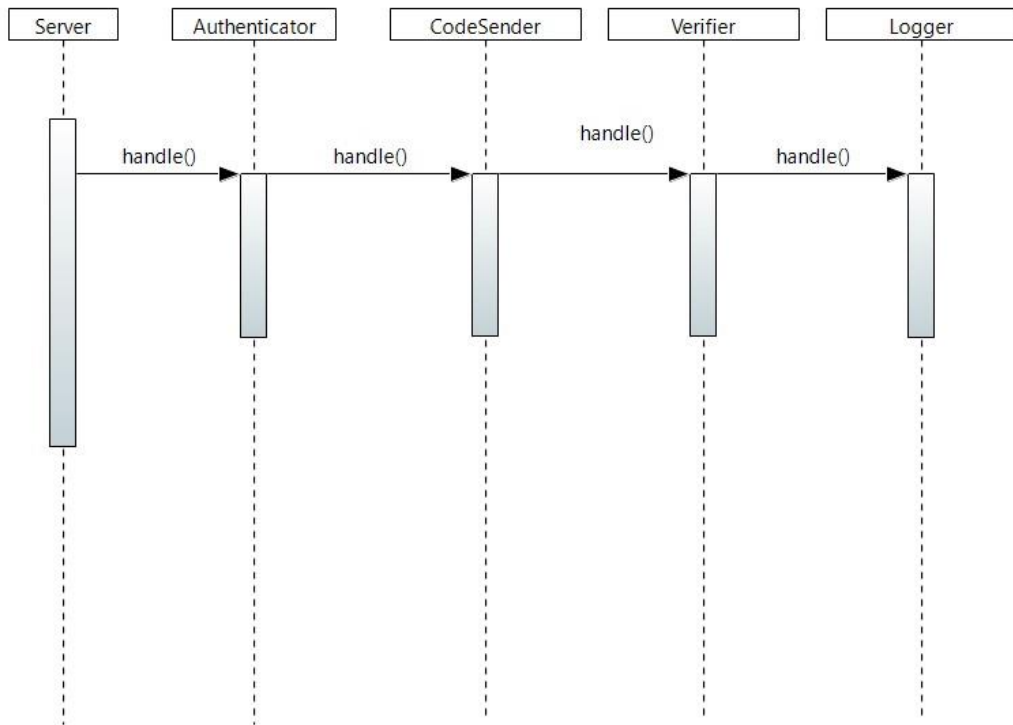 Server
Authenticator
CodeSender
Verifier
Logger
handle()
handle()
handle()
handle()